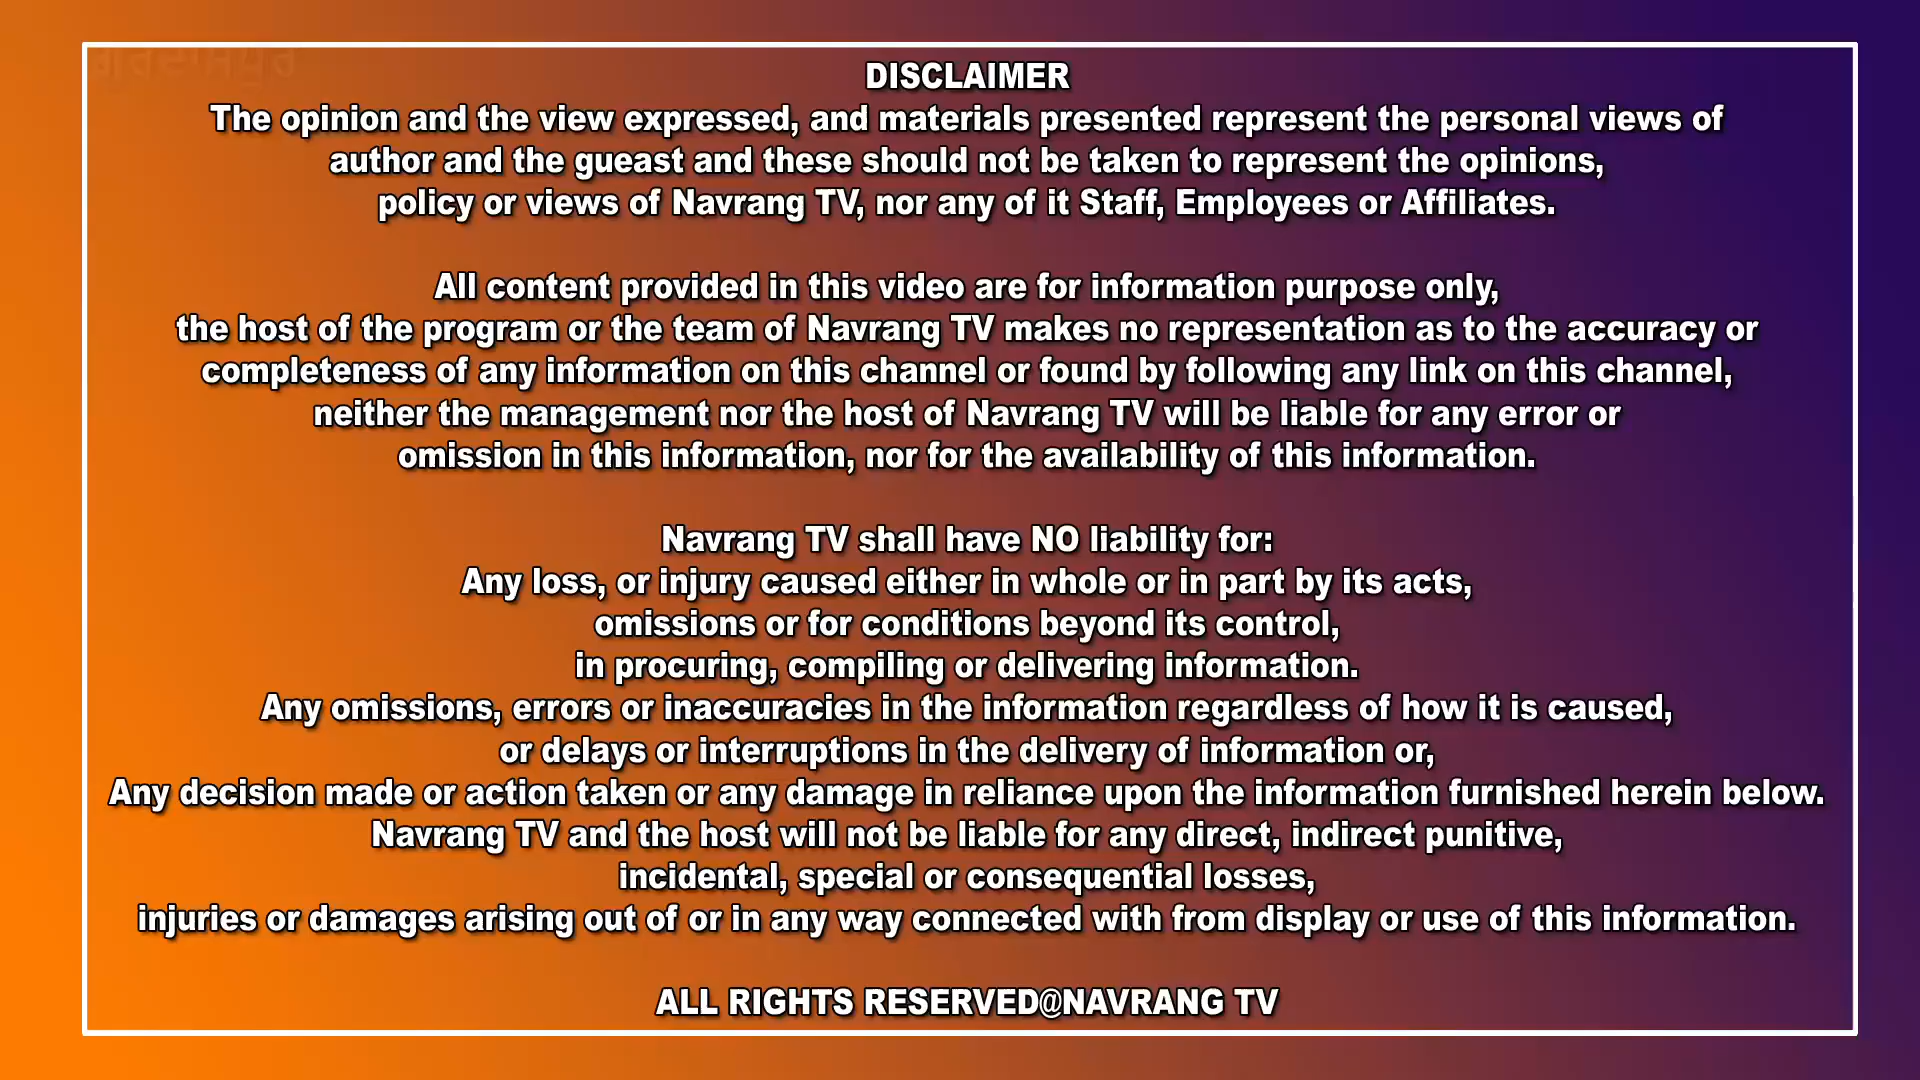 ਗੁਰਦਾਸਪੁਰ
DISCLAIMER
The opinion and the view expressed, and materials presented represent the personal views of
author and the gueast and these should not be taken to represent the opinions,
policy or views of Navrang TV, nor any of it Staff, Employees or Affiliates.
All content provided in this video are for information purpose only,
the host of the program or the team of Navrang TV makes no representation as to the accuracy or
completeness of any information on this channel or found by following any link on this channel,
neither the management nor the host of Navrang TV will be liable for any error or
omission in this information, nor for the availability of this information.
Navrang TV shall have NO liability for:
Any loss, or injury caused either in whole or in part by its acts,
omissions or for conditions beyond its control,
in procuring, compiling or delivering information.
Any omissions, errors or inaccuracies in the information regardless of how it is caused,
or delays or interruptions in the delivery of information or,
Any decision made or action taken or any damage in reliance upon the information furnished herein below.
Navrang TV and the host will not be liable for any direct, indirect punitive,
incidental, special or consequential losses,
injuries or damages arising out of or in any way connected with from display or use of this information.
ALL RIGHTS RESERVED@NAVRANG TV